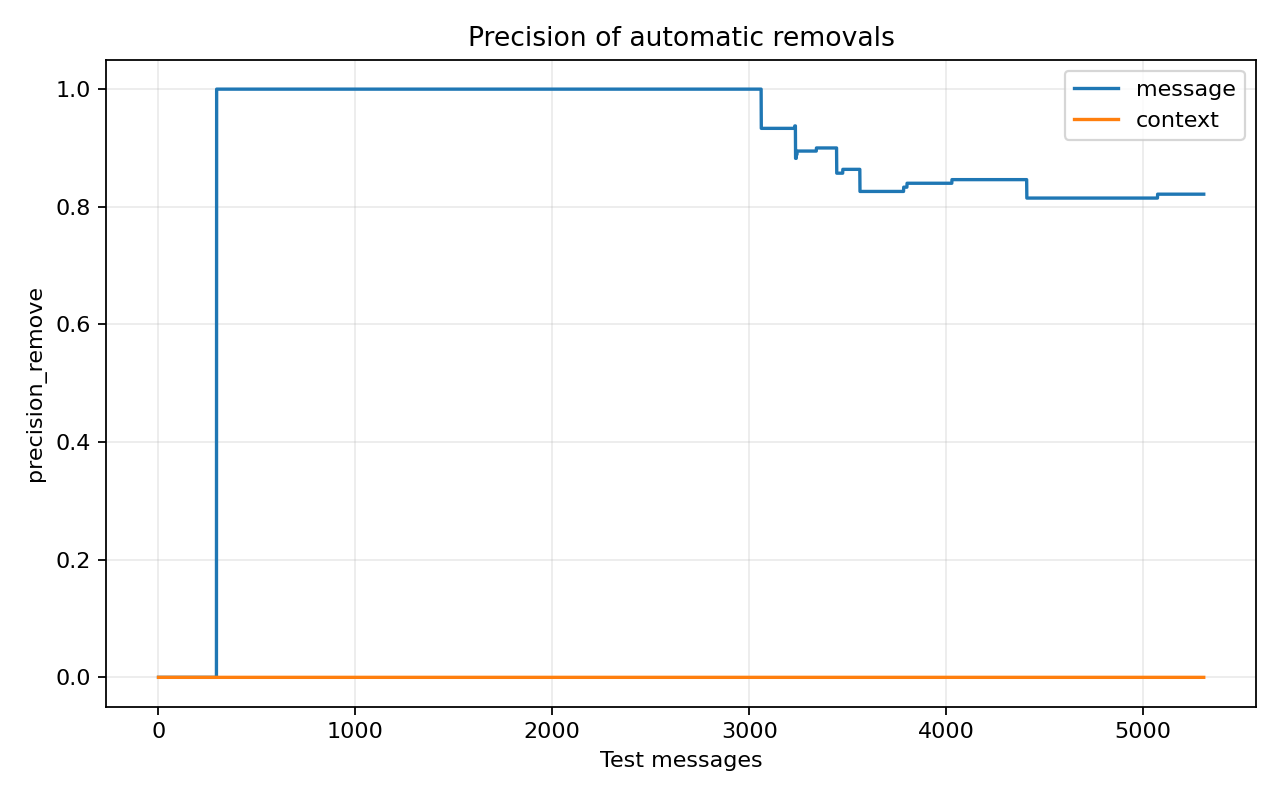 Precision of automatic removals
message
context
precision_remove
1.0
0.8
0.6
0.4
0.2
0.0
0 1000 2000 3000 4000 5000
Test messages